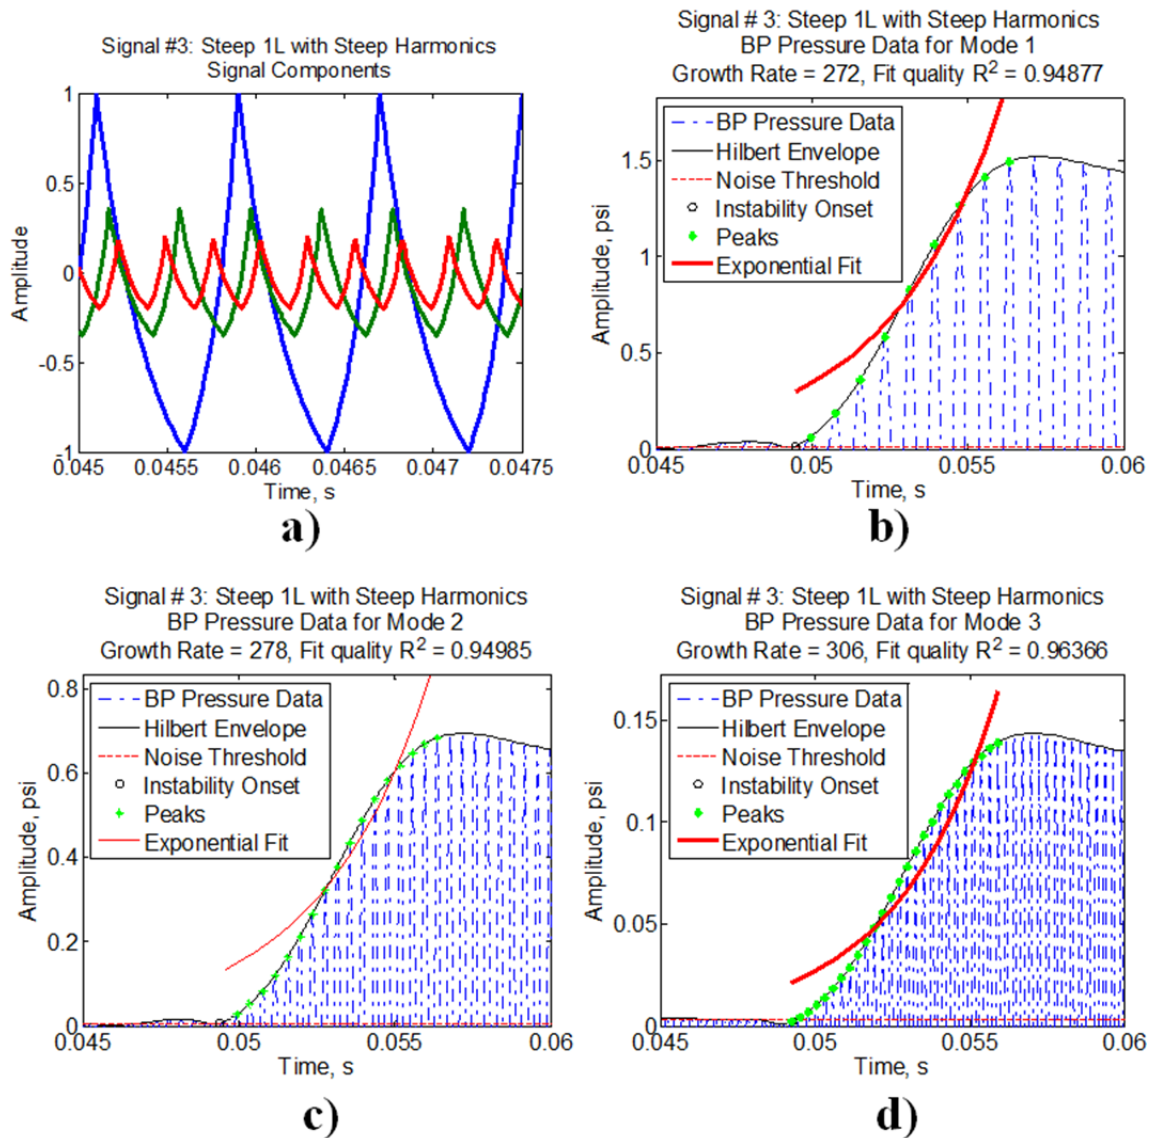 Signal #3: Steep 1L with Steep Harmonics
Signal Components
1
0.5
0
-0.5
-1
Amplitude
0.045 0.0455 0.046 0.0465 0.047 0.0475
Time, s
a)
Signal # 3: Steep 1L with Steep Harmonics
BP Pressure Data for Mode 1
Growth Rate = 272, Fit quality R² = 0.94877
BP Pressure Data
Hilbert Envelope
Noise Threshold
Instability Onset
Peaks
Exponential Fit
1.5
1
0.5
0
Amplitude, psi
0.045 0.05 0.055 0.06
Time, s
b)
Signal # 3: Steep 1L with Steep Harmonics
BP Pressure Data for Mode 2
Growth Rate = 278, Fit quality R² = 0.94985
BP Pressure Data
Hilbert Envelope
Noise Threshold
Instability Onset
Peaks
Exponential Fit
0.8
0.6
0.4
0.2
0
Amplitude, psi
0.045 0.05 0.055 0.06
Time, s
c)
Signal # 3: Steep 1L with Steep Harmonics
BP Pressure Data for Mode 3
Growth Rate = 306, Fit quality R² = 0.96366
BP Pressure Data
Hilbert Envelope
Noise Threshold
Instability Onset
Peaks
Exponential Fit
0.15
0.1
0.05
0
Amplitude, psi
0.045 0.05 0.055 0.06
Time, s
d)